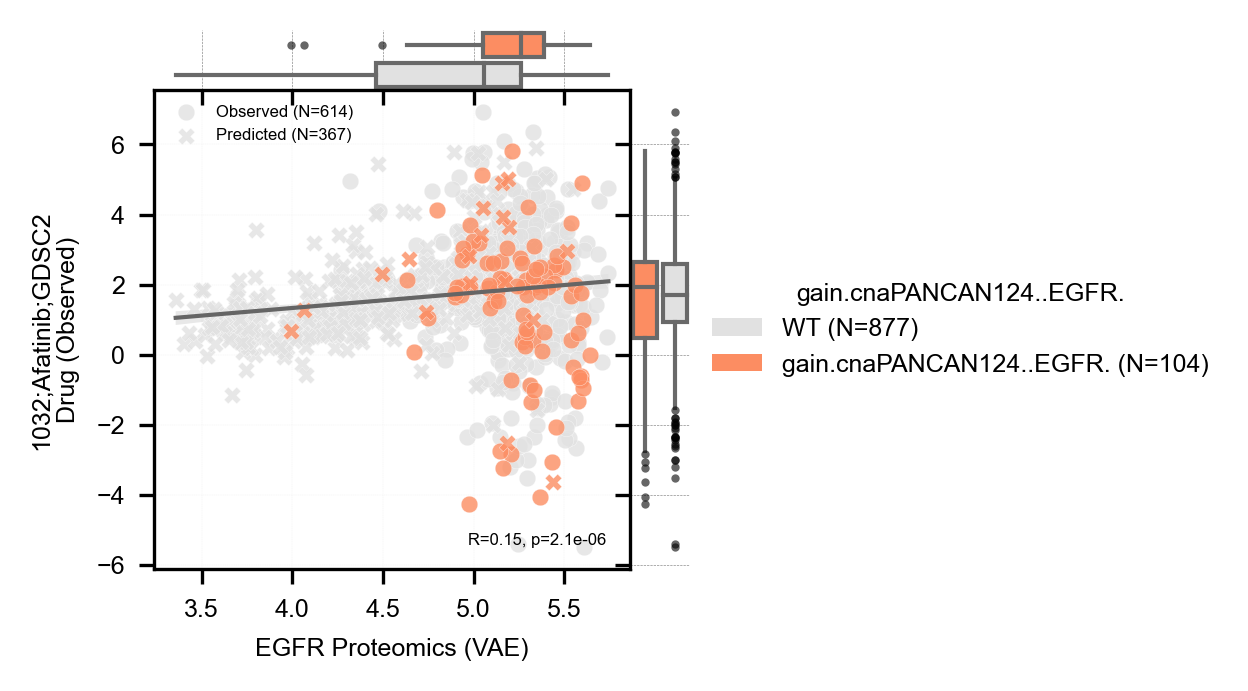 Observed (N=614)
Predicted (N=367)
6
4
2
0
−2
−4
−6
1032;Afatinib;GDSC2
Drug (Observed)
R=0.15, p=2.1e-06
3.5
4.0
4.5
5.0
5.5
EGFR Proteomics (VAE)
gain.cnaPANCAN124..EGFR.
WT (N=877)
gain.cnaPANCAN124..EGFR. (N=104)